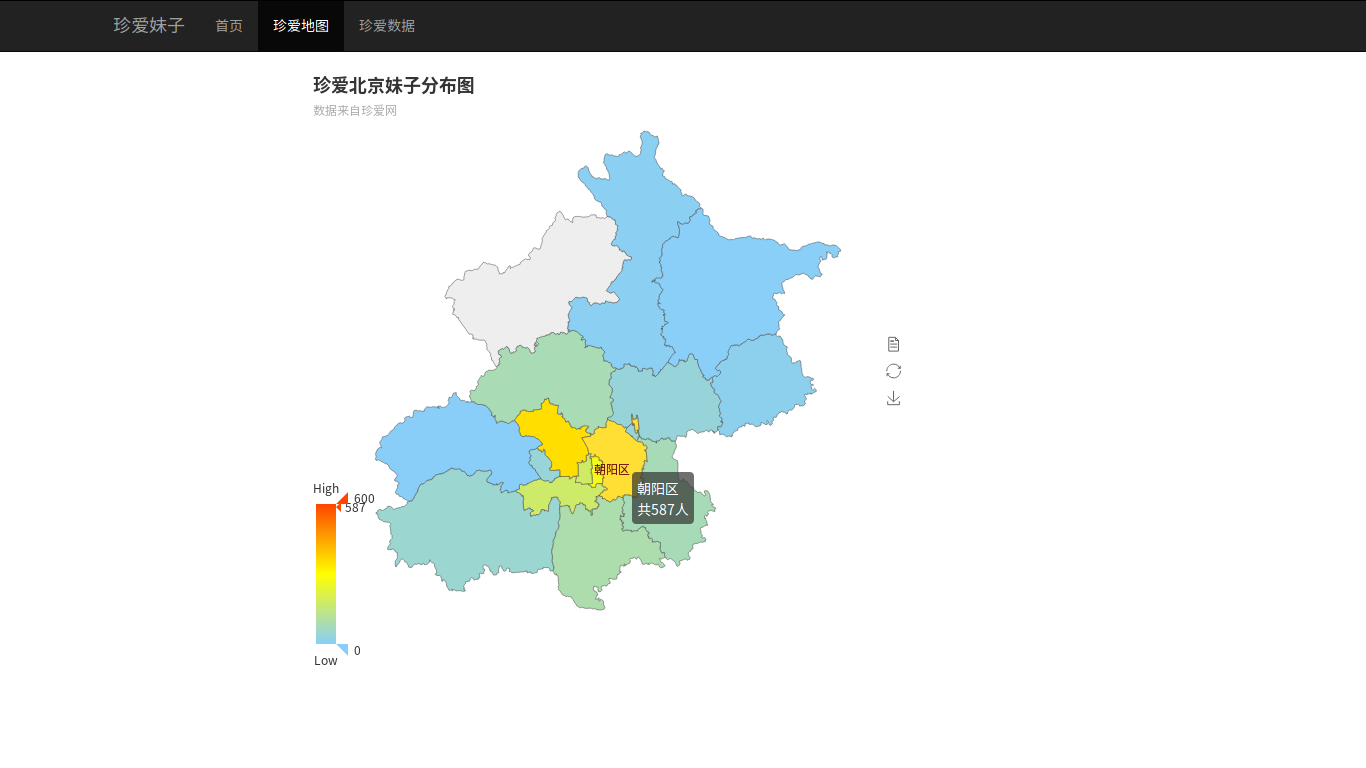 珍爱妹子 首页 珍爱地图 珍爱数据
珍爱北京妹子分布图
数据来自珍爱网
朝阳区
朝阳区
共587人
High
600
587
0
Low